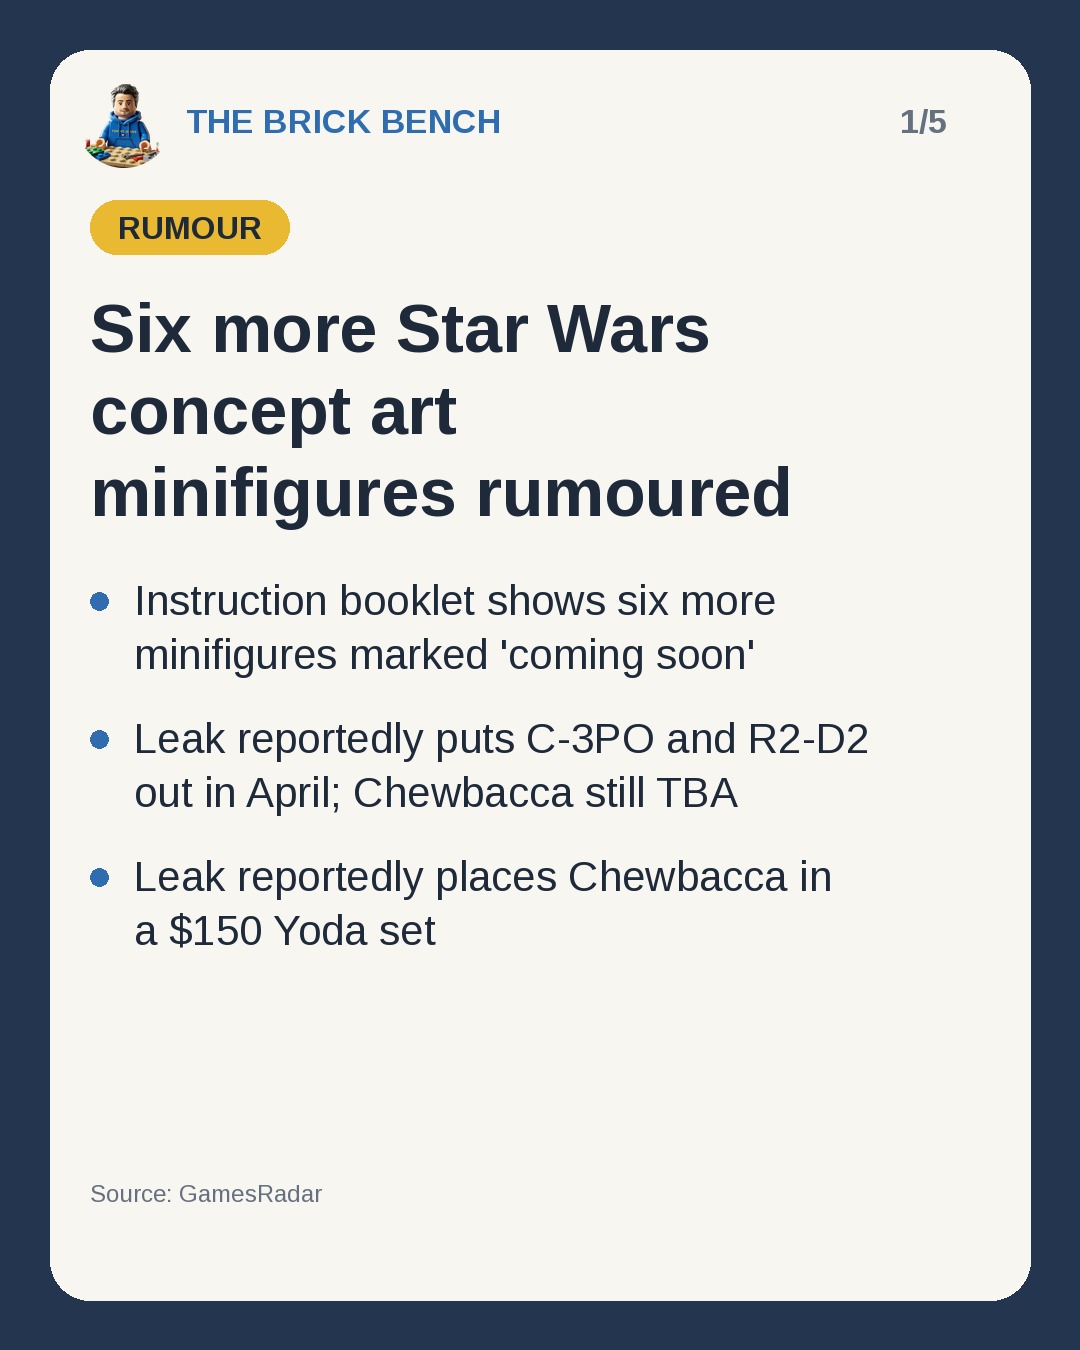 THE BRICK BENCH
1/5
RUMOUR
Six more Star Wars
concept art
minifigures rumoured
Instruction booklet shows six more
minifigures marked 'coming soon'
Leak reportedly puts C-3PO and R2-D2
out in April; Chewbacca still TBA
Leak reportedly places Chewbacca in
a $150 Yoda set
Source: GamesRadar